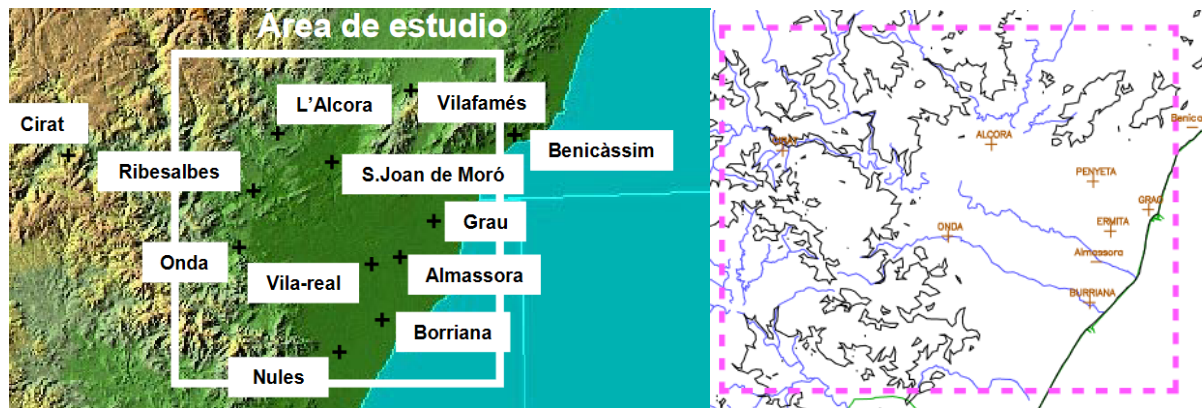 Área de estudio
L'Alcora
Vilafamés
Cirat
Benicàssim
Ribesalbes
S.Joan de Moró
Grau
Onda
Vila-real
Almassora
Borriana
Nules
Benica
ALCORA
PENYETA
GRAO
ERMITA
ONDA
Almassora
BURRIANA